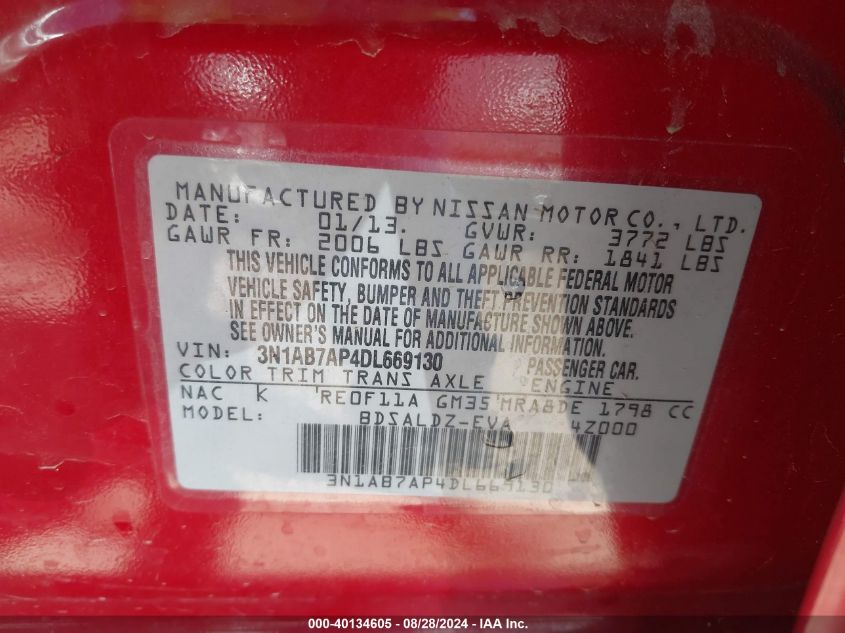 MANUFACTURED BY NISSAN MOTOR CO., LTD.
DATE: 01/13. GVWR: 3772 LBS
GAWR FR: 2006 LBS GAWR RR: 1841 LBS
THIS VEHICLE CONFORMS TO ALL APPLICABLE FEDERAL MOTOR
VEHICLE SAFETY, BUMPER AND THEFT PREVENTION STANDARDS
IN EFFECT ON THE DATE OF MANUFACTURE SHOWN ABOVE.
SEE OWNER'S MANUAL FOR ADDITIONAL INFORMATION.
VIN: 3N1AB7AP4DL669130 PASSENGER CAR.
COLOR TRIM TRANS AXLE ENGINE
NAC K RE0F11A GM35 MRA8DE 1798 CC
MODEL: BDSALDZ-EVA 4Z000
3N1AB7AP4DL669130
000-40134605 - 08/28/2024 - IAA Inc.